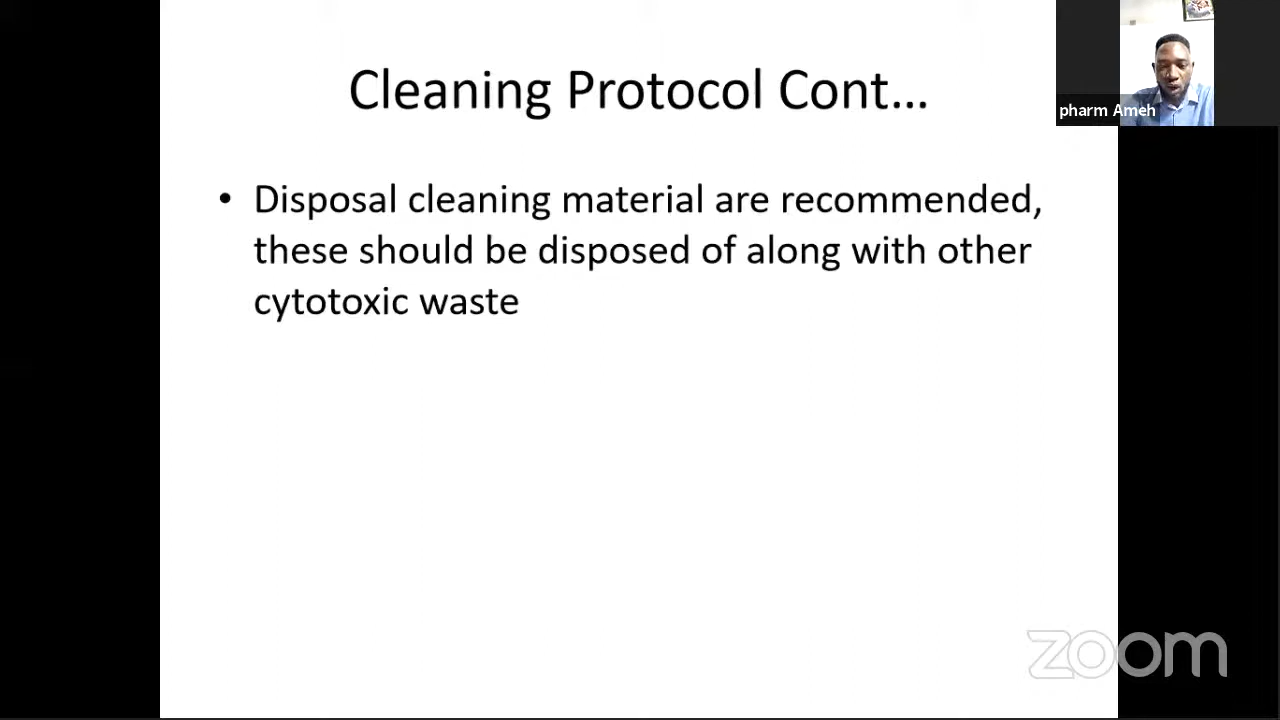 Cleaning Protocol Cont...
pharm Ameh
• Disposal cleaning material are recommended,
these should be disposed of along with other
cytotoxic waste
zoom